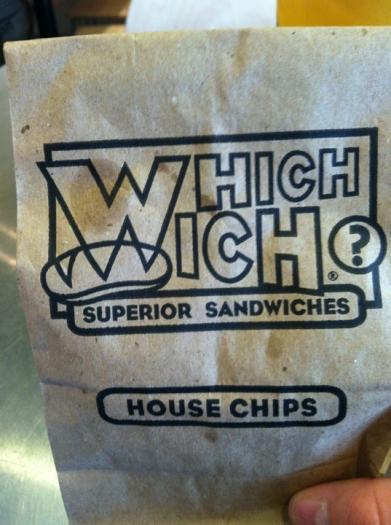 WHICH
WICH?®
SUPERIOR SANDWICHES
HOUSE CHIPS